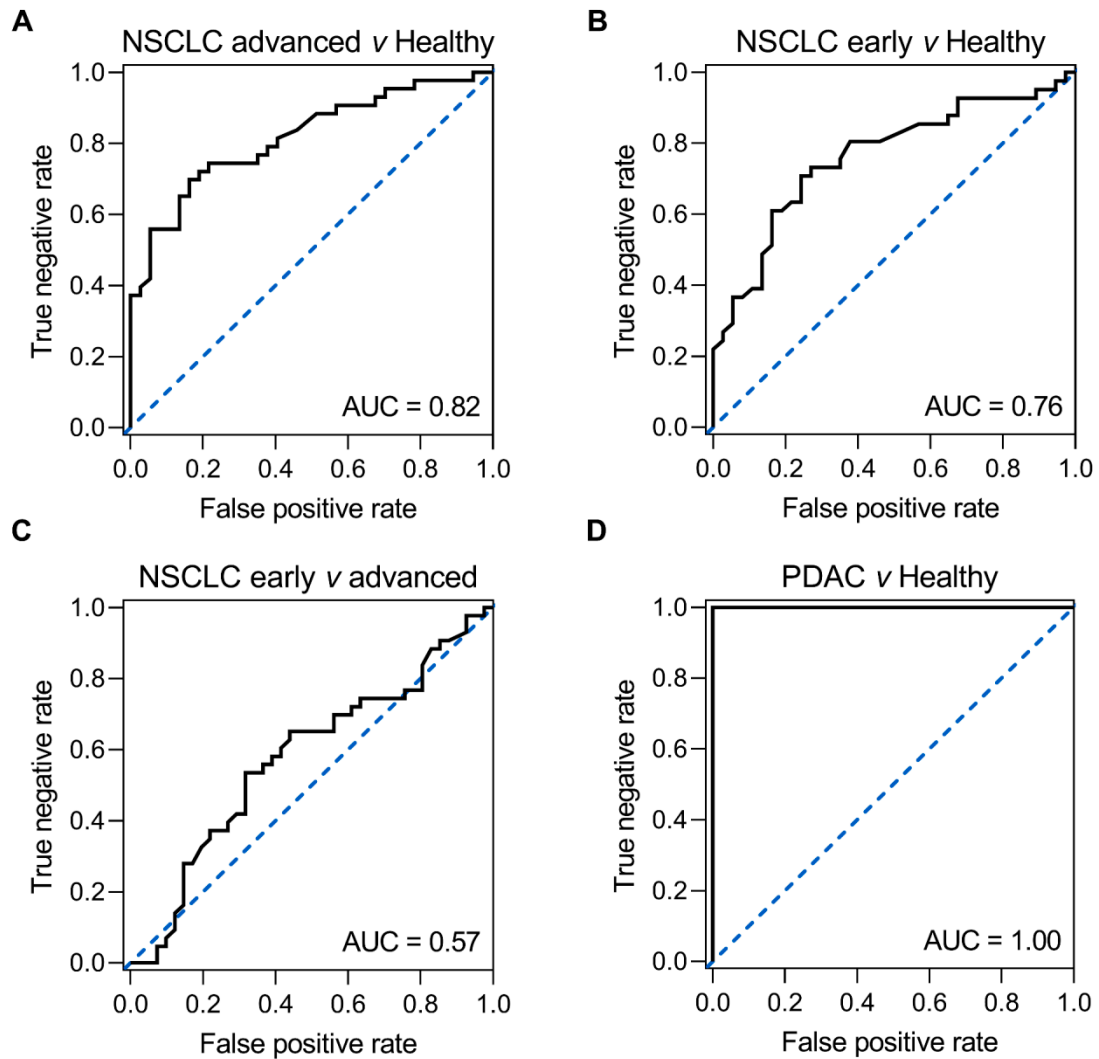 A
NSCLC advanced v Healthy
1.0
0.8
0.6
0.4
0.2
0.0
True negative rate
AUC = 0.82
0.0 0.2 0.4 0.6 0.8 1.0
False positive rate
B
NSCLC early v Healthy
1.0
0.8
0.6
0.4
0.2
0.0
True negative rate
AUC = 0.76
0.0 0.2 0.4 0.6 0.8 1.0
False positive rate
C
NSCLC early v advanced
1.0
0.8
0.6
0.4
0.2
0.0
True negative rate
AUC = 0.57
0.0 0.2 0.4 0.6 0.8 1.0
False positive rate
D
PDAC v Healthy
1.0
0.8
0.6
0.4
0.2
0.0
True negative rate
AUC = 1.00
0.0 0.2 0.4 0.6 0.8 1.0
False positive rate